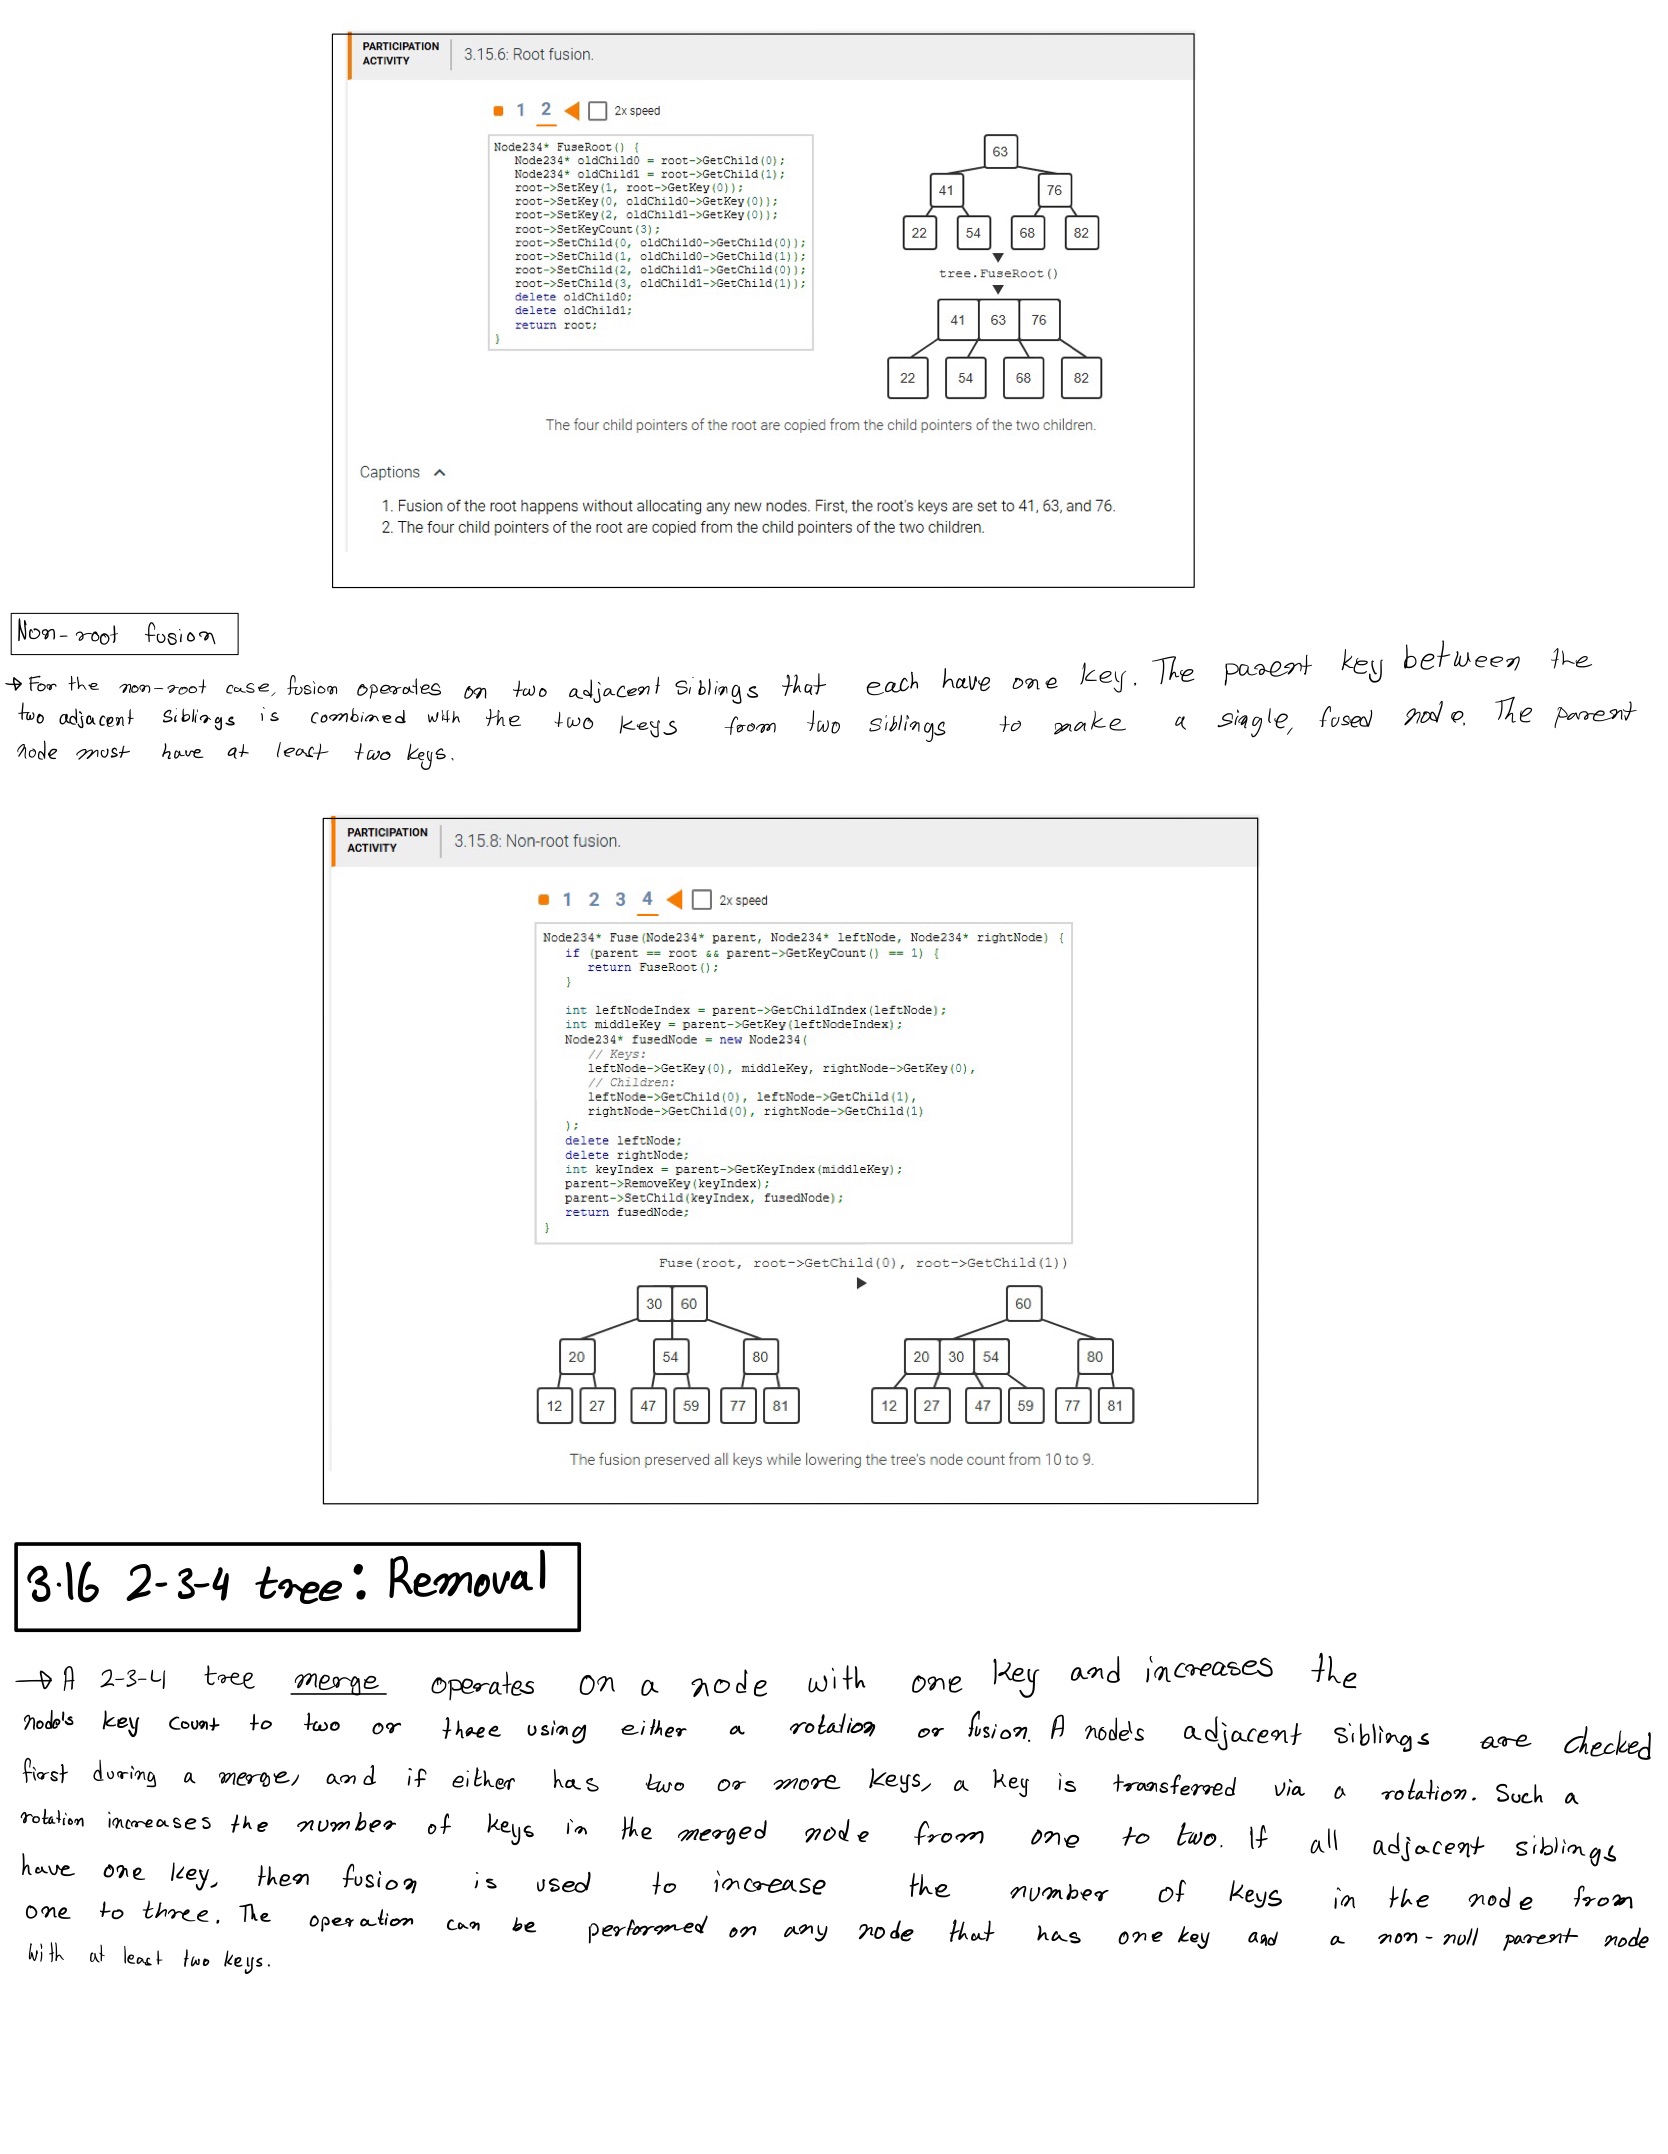 PARTICIPATION
ACTIVITY
3.15.6: Root fusion.
1 2 2x speed
Node234* FuseRoot() {
Node234* oldChild0 = root->GetChild(0);
Node234* oldChild1 = root->GetChild(1);
root->SetKey(1, root->GetKey(0));
root->SetKey(0, oldChild0->GetKey(0));
root->SetKey(2, oldChild1->GetKey(0));
root->SetKeyCount(3);
root->SetChild(0, oldChild0->GetChild(0));
root->SetChild(1, oldChild0->GetChild(1));
root->SetChild(2, oldChild1->GetChild(0));
root->SetChild(3, oldChild1->GetChild(1));
delete oldChild0;
delete oldChild1;
return root;
}
63
41 76
22 54 68 82
tree.FuseRoot()
41 63 76
22 54 68 82
The four child pointers of the root are copied from the child pointers of the two children.
Captions
1. Fusion of the root happens without allocating any new nodes. First, the root's keys are set to 41, 63, and 76.
2. The four child pointers of the root are copied from the child pointers of the two children.
Non-root fusion
→ For the non-root case, fusion operates on two adjacent siblings that each have one key. The parent key between the
two adjacent siblings is combined with the two keys from two siblings to make a single, fused node. The parent
node must have at least two keys.
PARTICIPATION
ACTIVITY
3.15.8: Non-root fusion.
1 2 3 4 2x speed
Node234* Fuse(Node234* parent, Node234* leftNode, Node234* rightNode) {
if (parent == root && parent->GetKeyCount() == 1) {
return FuseRoot();
}
int leftNodeIndex = parent->GetChildIndex(leftNode);
int middleKey = parent->GetKey(leftNodeIndex);
Node234* fusedNode = new Node234(
// Keys:
leftNode->GetKey(0), middleKey, rightNode->GetKey(0),
// Children:
leftNode->GetChild(0), leftNode->GetChild(1),
rightNode->GetChild(0), rightNode->GetChild(1)
);
delete leftNode;
delete rightNode;
int keyIndex = parent->GetKeyIndex(middleKey);
parent->RemoveKey(keyIndex);
parent->SetChild(keyIndex, fusedNode);
return fusedNode;
}
Fuse(root, root->GetChild(0), root->GetChild(1))
30 60 60
20 54 80 20 30 54 80
12 27 47 59 77 81 12 27 47 59 77 81
The fusion preserved all keys while lowering the tree's node count from 10 to 9.
3.16 2-3-4 tree: Removal
→ A 2-3-4 tree merge operates on a node with one key and increases the
node's key count to two or three using either a rotation or fusion. A node's adjacent siblings are checked
first during a merge, and if either has two or more keys, a key is transferred via a rotation. Such a
rotation increases the number of keys in the merged node from one to two. If all adjacent siblings
have one key, then fusion is used to increase the number of keys in the node from
one to three. The operation can be performed on any node that has one key and a non-null parent node
with at least two keys.